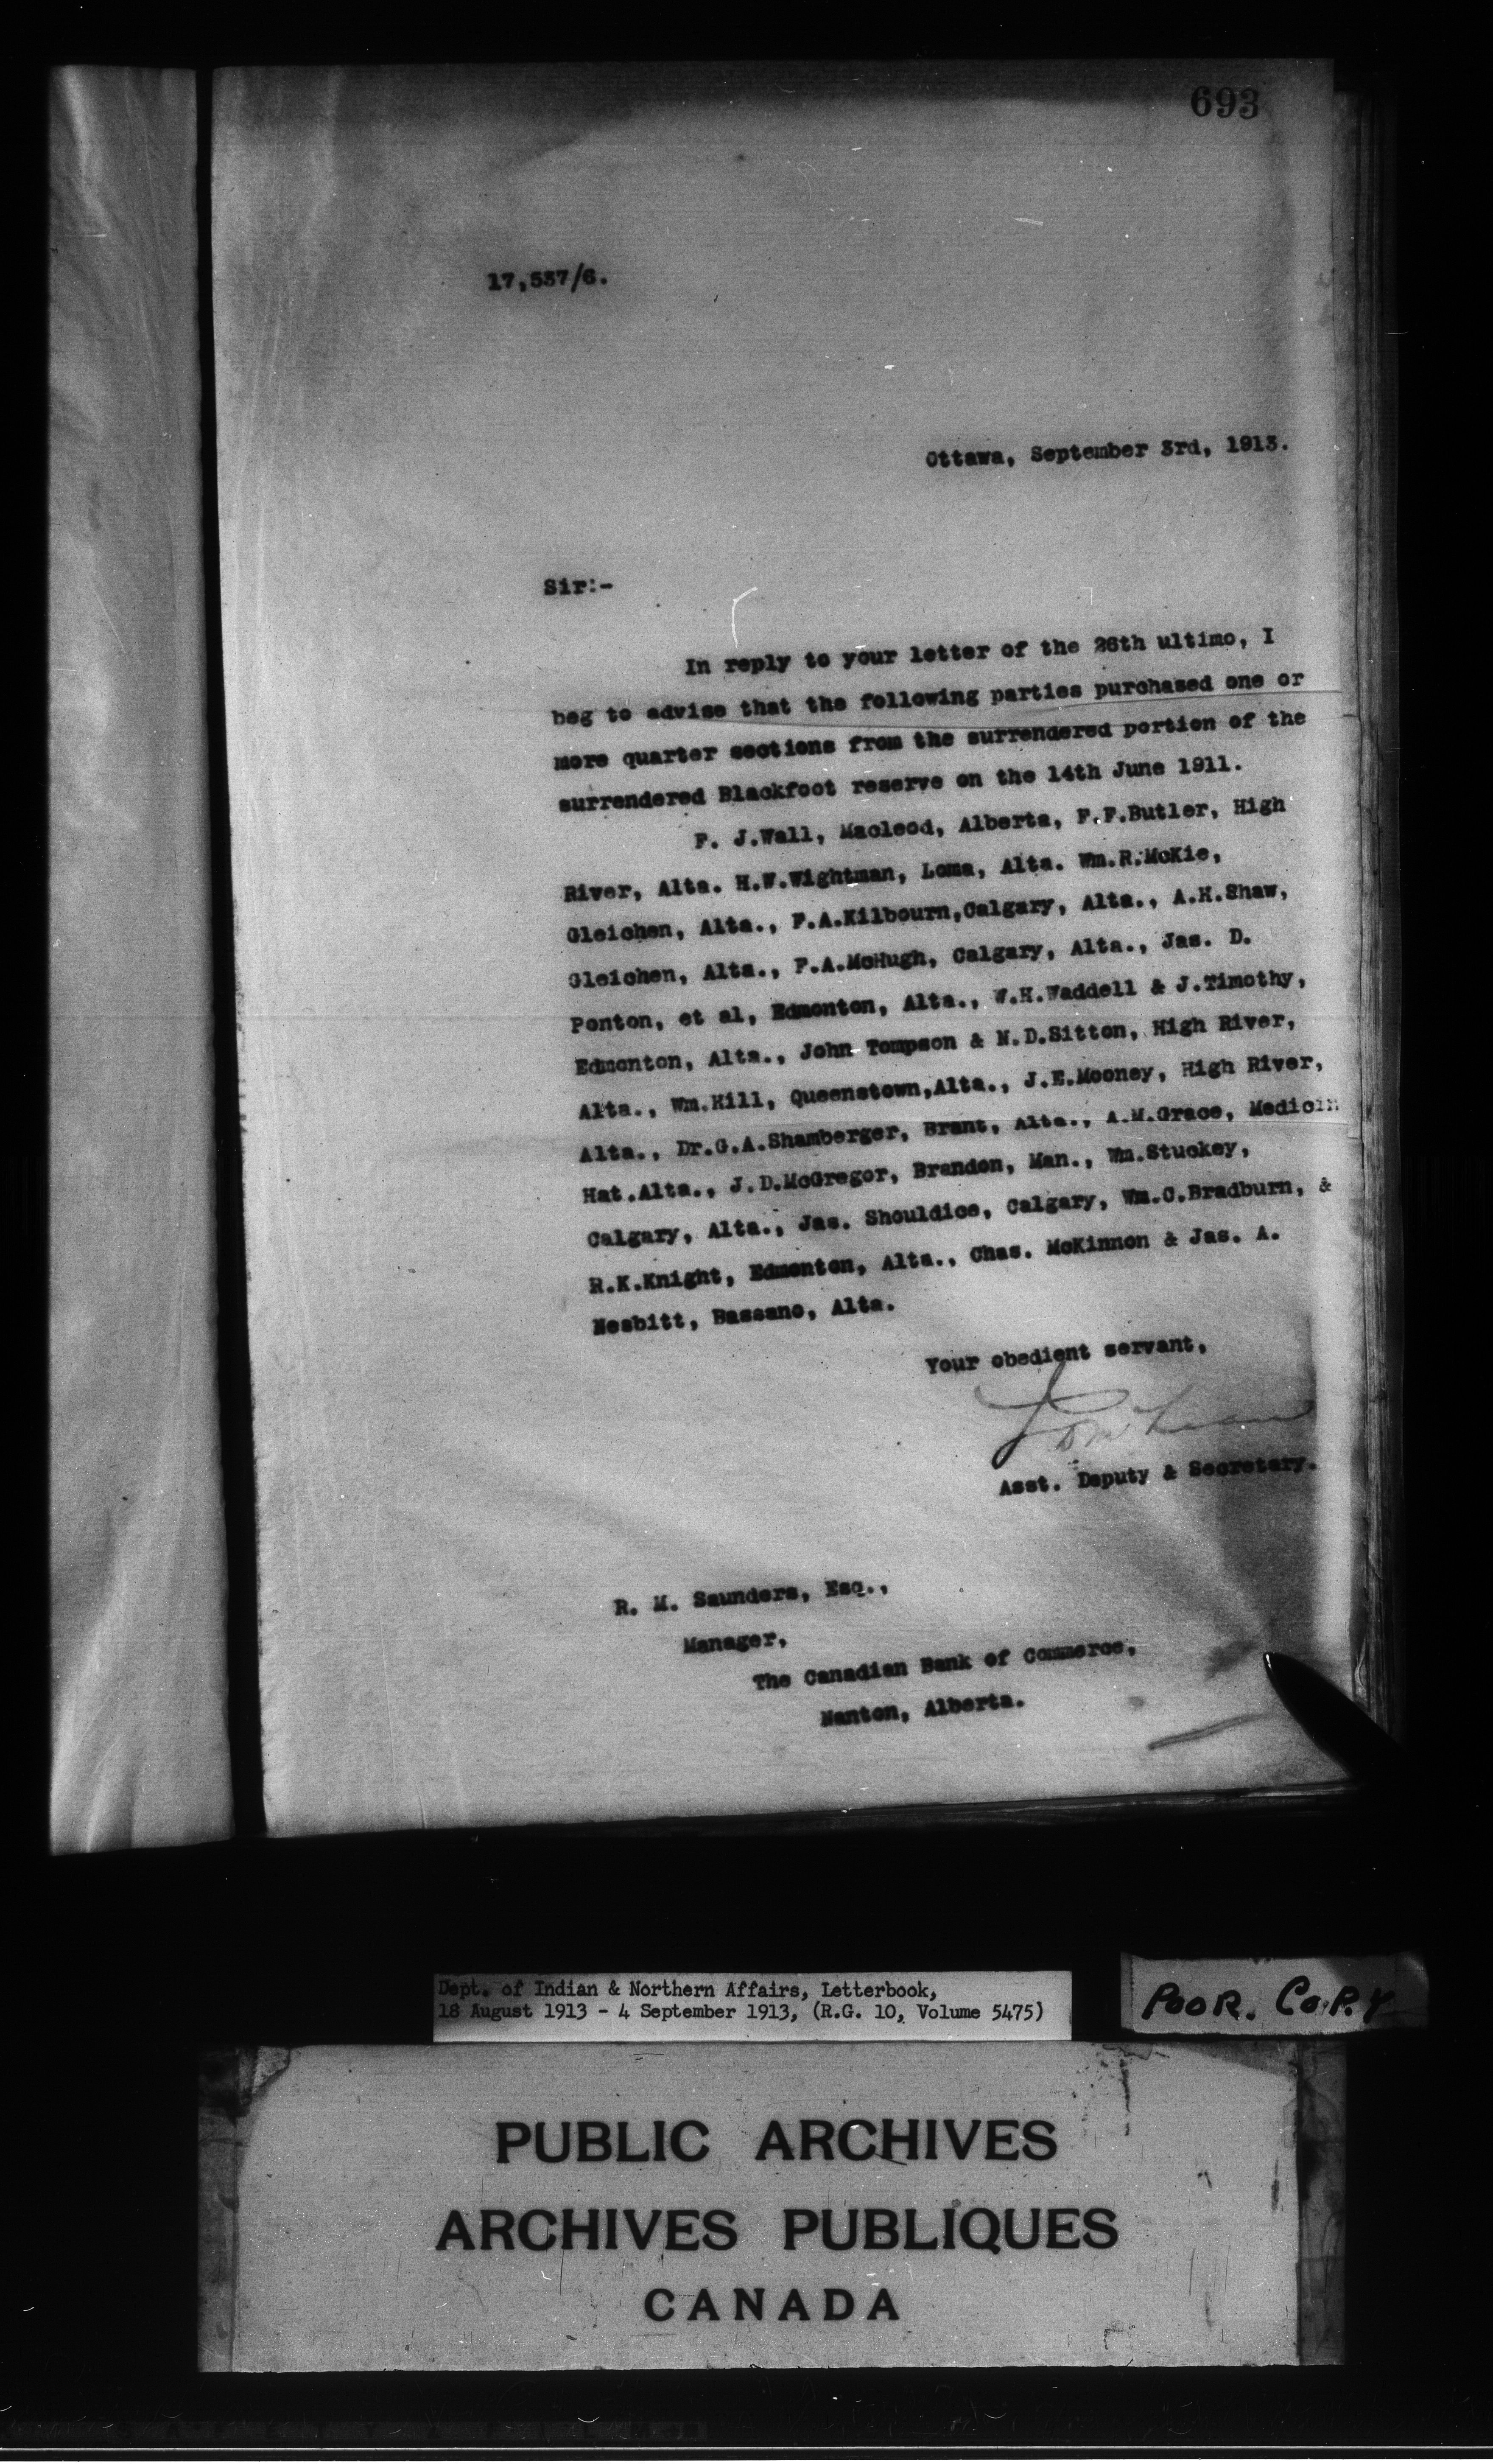 693
17,537/6.
Ottawa, September 3rd, 1913.
Sir:-
In reply to your letter of the 26th ultimo, I
beg to advise that the following parties purchased one or
more quarter sections from the surrendered portion of the
surrendered Blackfoot reserve on the 14th June 1911.
F. J.Wall, Macleod, Alberta, F.F.Butler, High
River, Alta. H.W.Wightman, Loma, Alta. Wm.R.McKie,
Gleichen, Alta., F.A.Kilbourn,Calgary, Alta., A.H.Shaw,
Gleichen, Alta., F.A.McHugh, Calgary, Alta., Jas. D.
Ponton, et al, Edmonton, Alta., W.H.Waddell & J.Timothy,
Edmonton, Alta., John Tompson & N.D.Sitton, High River,
Alta., Wm.Hill, Queenstown,Alta., J.E.Mooney, High River,
Alta., Dr.G.A.Shamberger, Brant, Alta., A.M.Grace, Medicin
Hat.Alta., J.D.McGregor, Brandon, Man., Wm.Stuckey,
Calgary, Alta., Jas. Shouldice, Calgary, Wm.C.Bradburn, &
R.K.Knight, Edmonton, Alta., Chas. McKinnon & Jas. A.
Nesbitt, Bassano, Alta.
Your obedient servant,
Asst. Deputy & Secretary.
R. M. Saunders, Esq.,
Manager,
The Canadian Bank of Commerce,
Nanton, Alberta.
Dept. of Indian & Northern Affairs, Letterbook,
18 August 1913 - 4 September 1913, (R.G. 10, Volume 5475)
POOR. COPY
PUBLIC ARCHIVES
ARCHIVES PUBLIQUES
CANADA